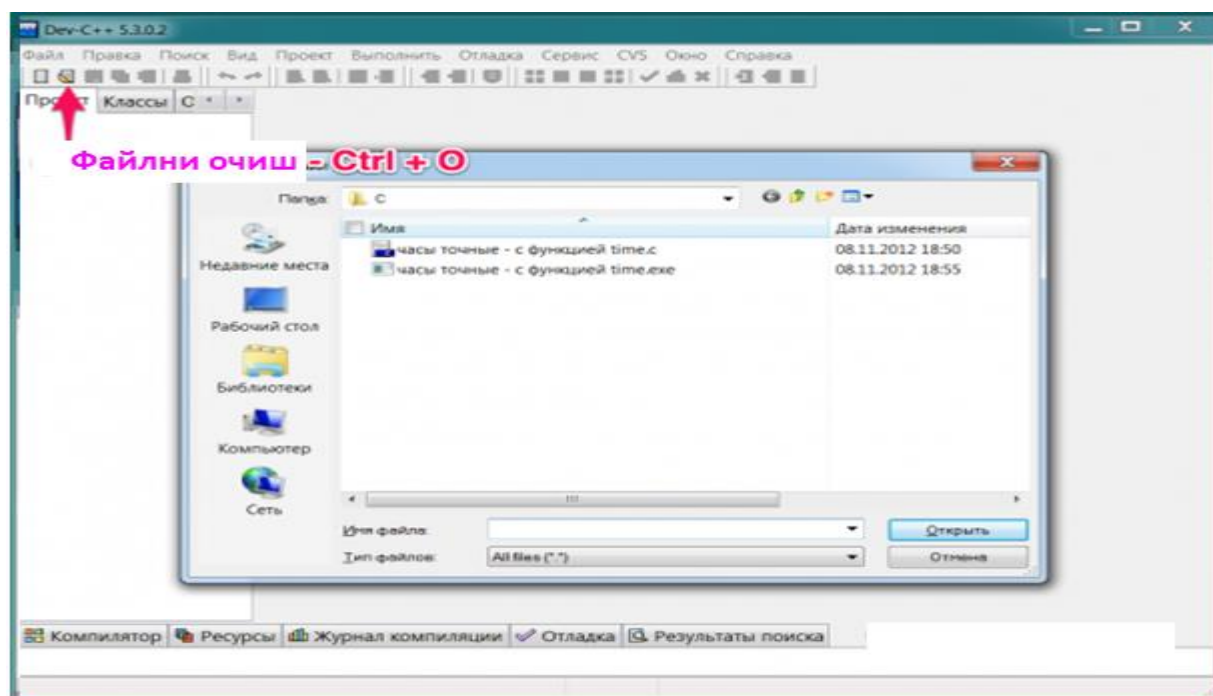 Dev-C++ 5.3.0.2
Файл Правка Поиск Вид Проект Выполнить Отладка Сервис CVS Окно Справка
Классы С
Файлни очиш - Ctrl + O
Папка: С
Имя Дата изменения
часы точные - с функцией time.c 08.11.2012 18:50
часы точные - с функцией time.exe 08.11.2012 18:55
Недавние места
Рабочий стол
Библиотеки
Компьютер
Сеть
Имя файла: Открыть
Тип файлов: All files (*.*) Отмена
Компилятор Ресурсы Журнал компиляции Отладка Результаты поиска